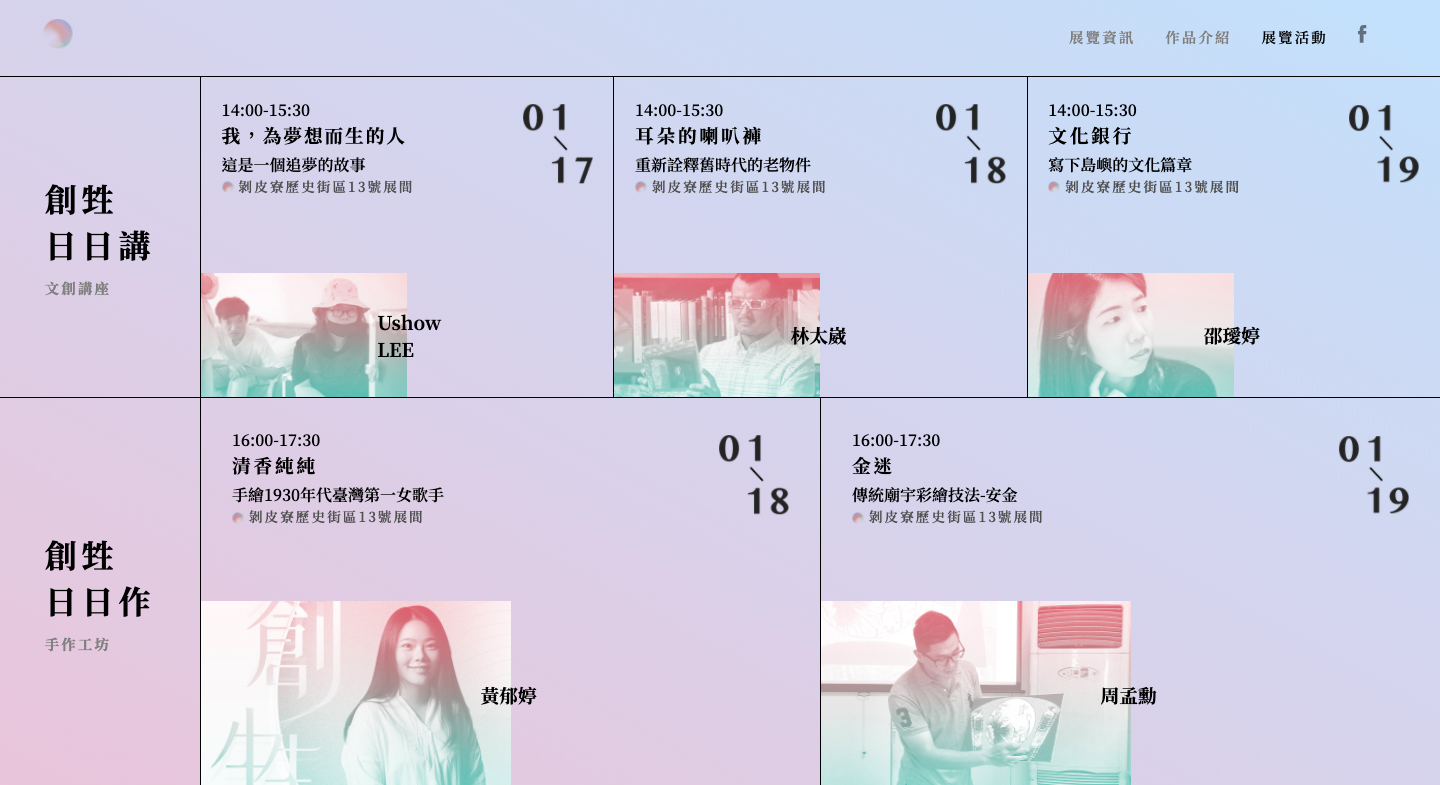 展覽資訊
作品介紹
展覽活動
創甡
日日講
文創講座
14:00-15:30
我，為夢想而生的人
這是一個追夢的故事
剝皮寮歷史街區13號展間
01
17
Ushow
LEE
14:00-15:30
耳朵的喇叭褲
重新詮釋舊時代的老物件
剝皮寮歷史街區13號展間
01
18
林太崴
14:00-15:30
文化銀行
寫下島嶼的文化篇章
剝皮寮歷史街區13號展間
01
19
邵璦婷
創甡
日日作
手作工坊
16:00-17:30
清香純純
手繪1930年代臺灣第一女歌手
剝皮寮歷史街區13號展間
01
18
創
生
黃郁婷
16:00-17:30
金迷
傳統廟宇彩繪技法-安金
剝皮寮歷史街區13號展間
01
19
3
周孟勳